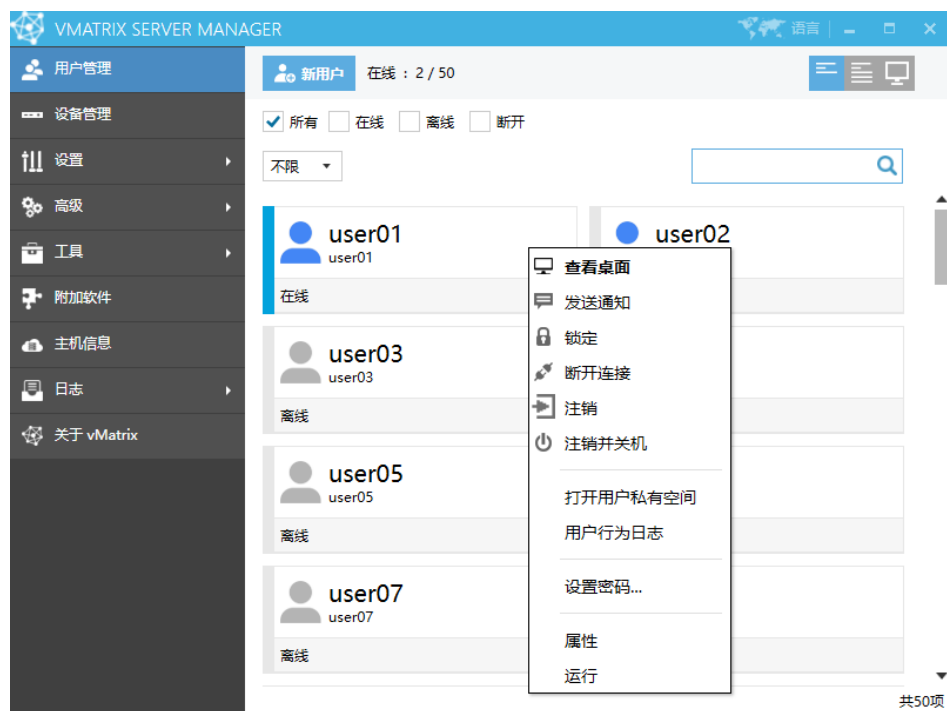 VMATRIX SERVER MANAGER
语言
用户管理
设备管理
设置
高级
工具
附加软件
主机信息
日志
关于 vMatrix
新用户
在线：2 / 50
所有 在线 离线 断开
不限
user01
user01
在线
user02
user03
user03
离线
user05
user05
离线
user07
user07
离线
查看桌面
发送通知
锁定
断开连接
注销
注销并关机
打开用户私有空间
用户行为日志
设置密码...
属性
运行
共50项